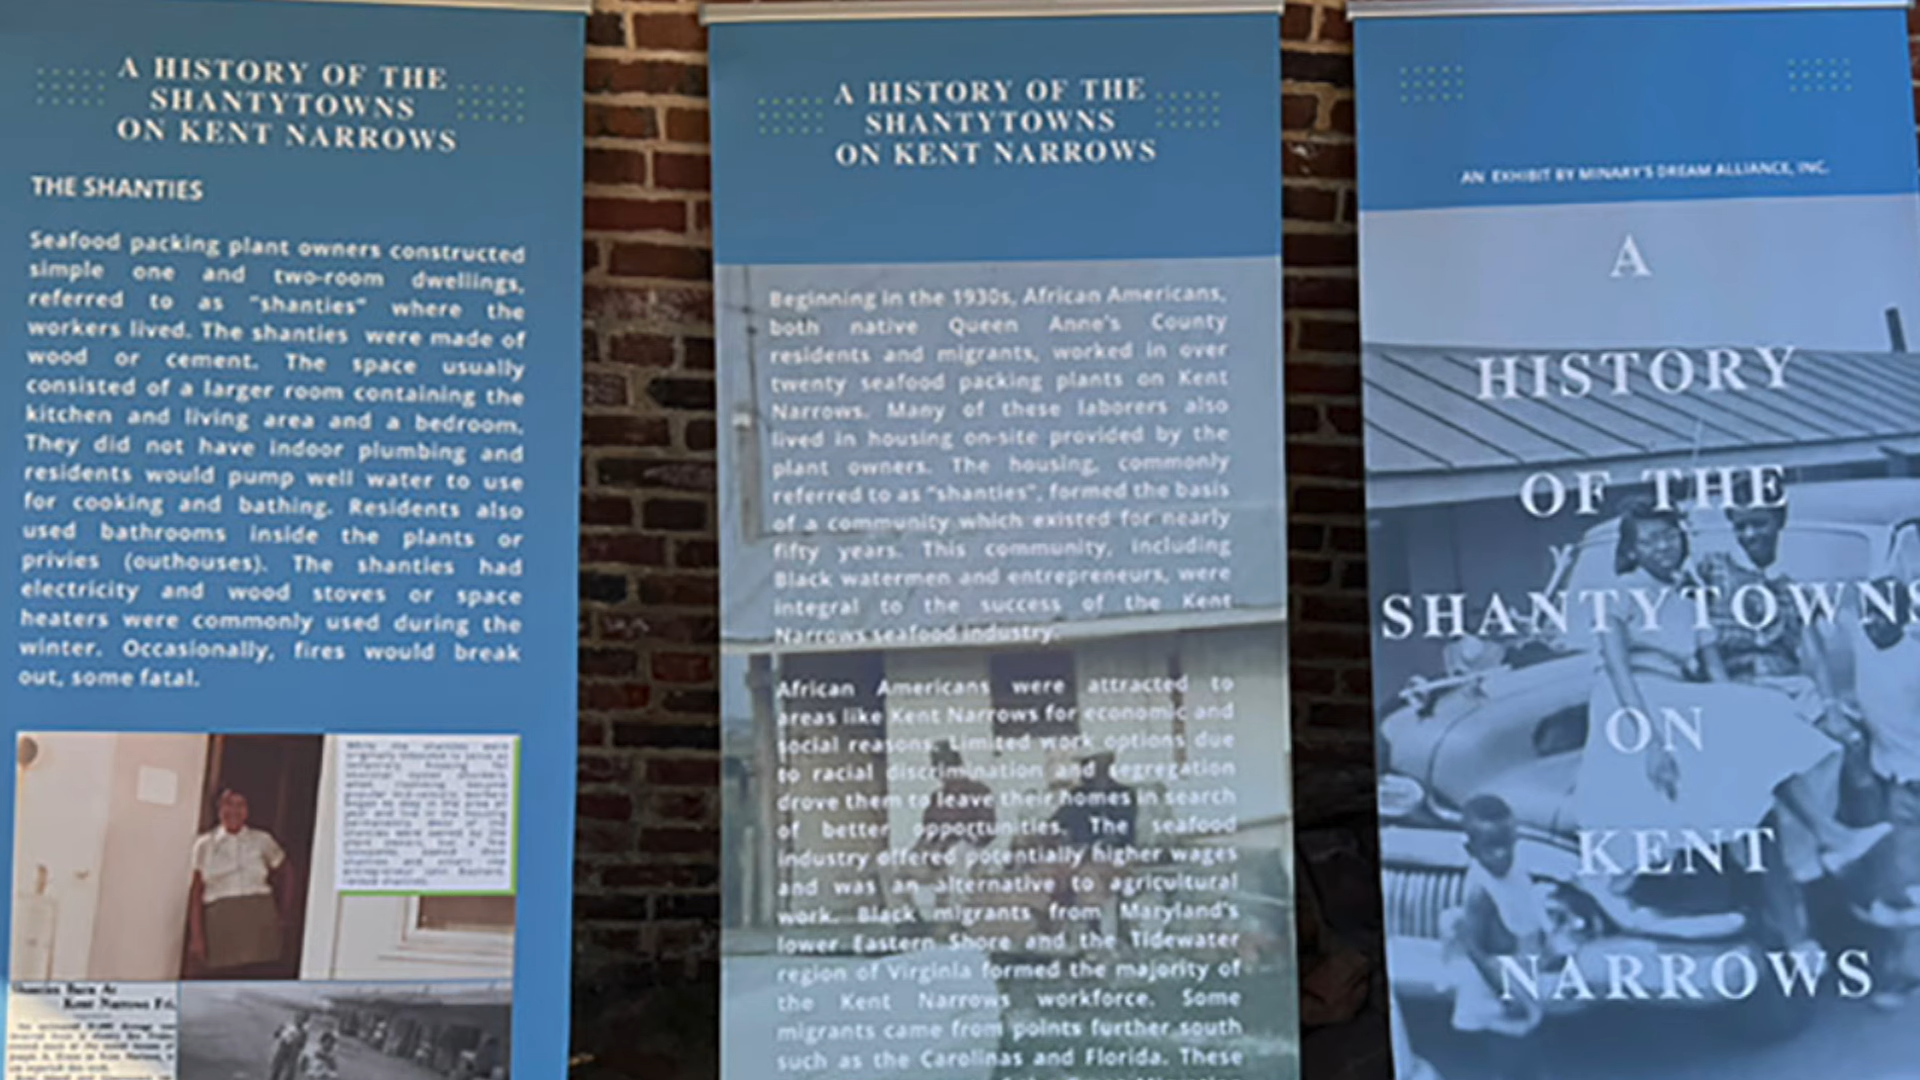 A HISTORY OF THE
SHANTYTOWNS
ON KENT NARROWS
THE SHANTIES
Seafood packing plant owners constructed
simple one and two-room dwellings,
referred to as "shanties" where the
workers lived. The shanties were made of
wood or cement. The space usually
consisted of a larger room containing the
kitchen and living area and a bedroom.
They did not have indoor plumbing and
residents would pump well water to use
for cooking and bathing. Residents also
used bathrooms inside the plants or
privies (outhouses). The shanties had
electricity and wood stoves or space
heaters were commonly used during the
winter. Occasionally, fires would break
out, some fatal.
Shanties Burn At
Kent Narrows Fri.
A HISTORY OF THE
SHANTYTOWNS
ON KENT NARROWS
Beginning in the 1930s, African Americans,
both native Queen Anne's County
residents and migrants, worked in over
twenty seafood packing plants on Kent
Narrows. Many of these laborers also
lived in housing on-site provided by the
plant owners. The housing, commonly
referred to as "shanties", formed the basis
of a community which existed for nearly
fifty years. This community, including
Black watermen and entrepreneurs, were
integral to the success of the Kent
Narrows seafood industry.
African Americans were attracted to
areas like Kent Narrows for economic and
social reasons. Limited work options due
to racial discrimination and segregation
drove them to leave their homes in search
of better opportunities. The seafood
industry offered potentially higher wages
and was an alternative to agricultural
work. Black migrants from Maryland's
lower Eastern Shore and the Tidewater
region of Virginia formed the majority of
the Kent Narrows workforce. Some
migrants came from points further south
such as the Carolinas and Florida. These
AN EXHIBIT BY MINARY'S DREAM ALLIANCE, INC.
A
HISTORY
OF THE
SHANTYTOWNS
ON
KENT
NARROWS